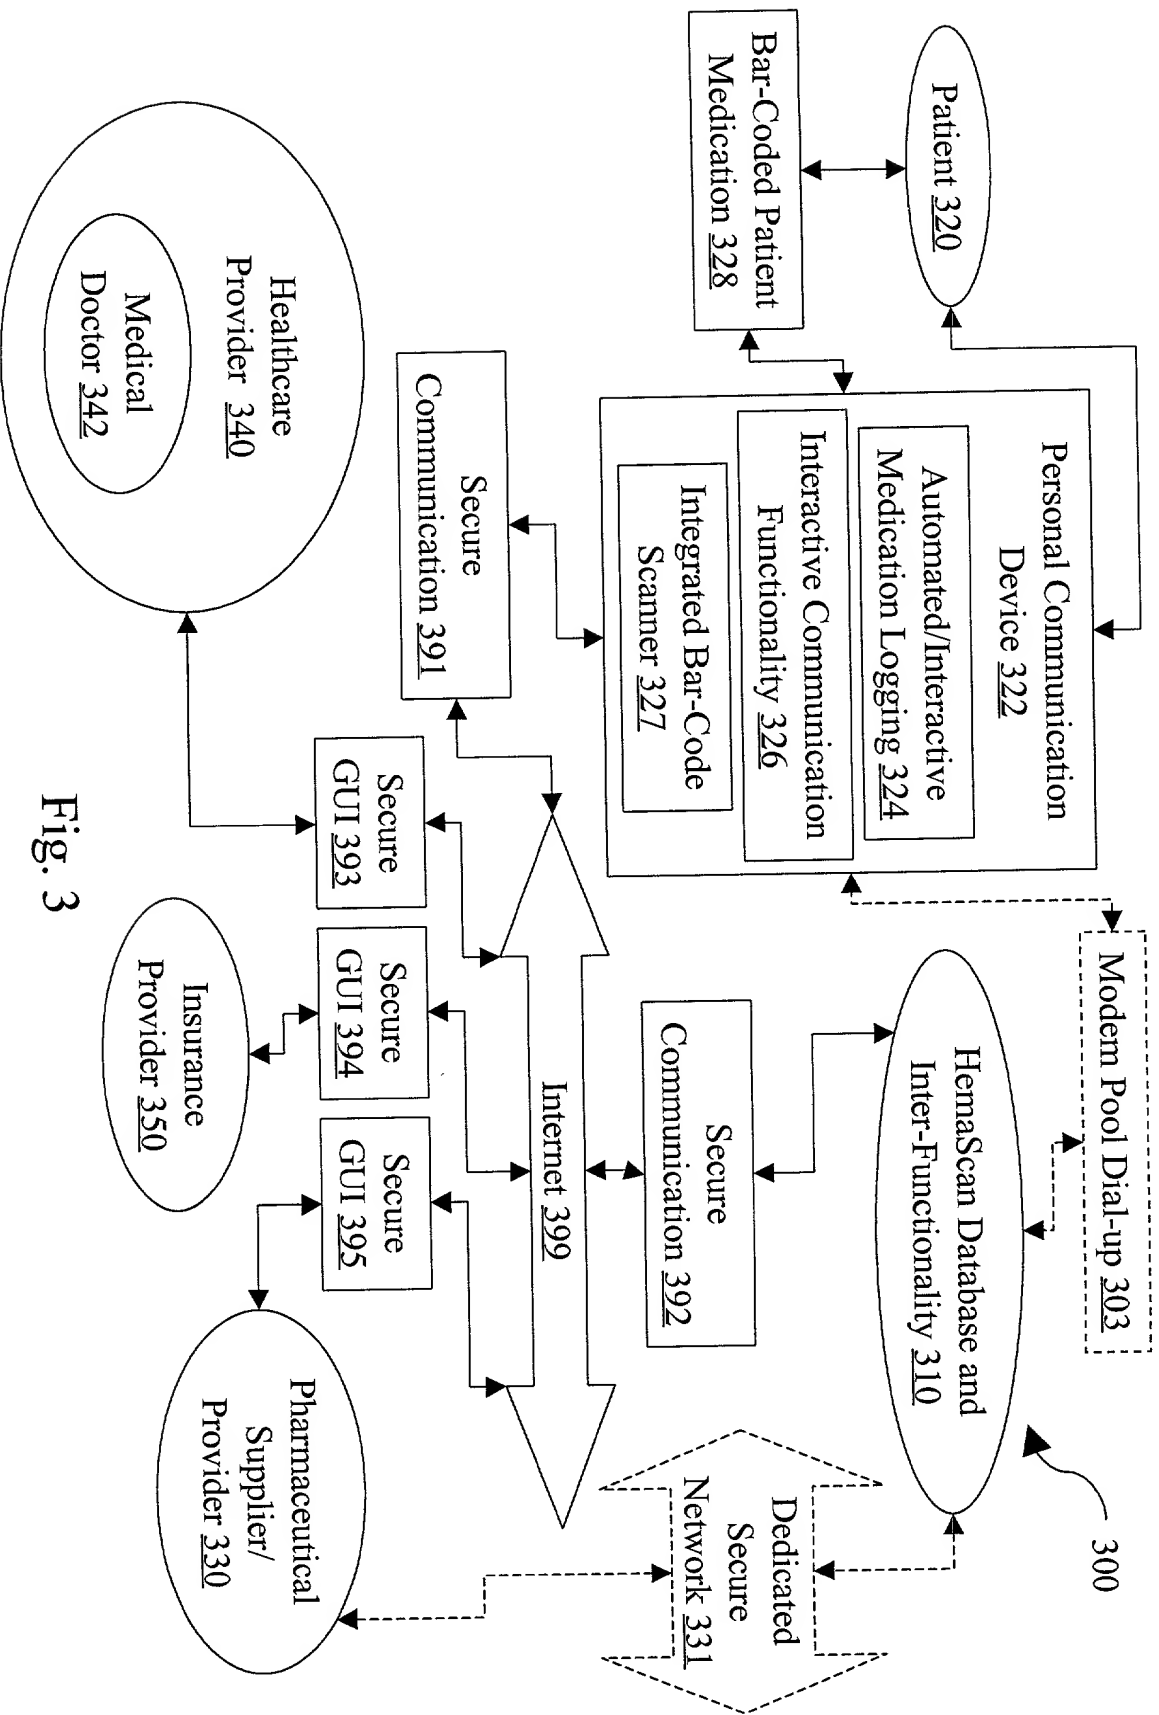 Patient 320
Bar-Coded Patient
Medication 328
Personal Communication
Device 322
Automated/Interactive
Medication Logging 324
Interactive Communication
Functionality 326
Integrated Bar-Code
Scanner 327
Modem Pool Dial-up 303
300
HemaScan Database and
Inter-Functionality 310
Secure
Communication 391
Secure
Communication 392
Dedicated
Secure
Network 331
Internet 399
Secure
GUI 393
Secure
GUI 394
Secure
GUI 395
Healthcare
Provider 340
Medical
Doctor 342
Insurance
Provider 350
Pharmaceutical
Supplier/
Provider 330
Fig. 3